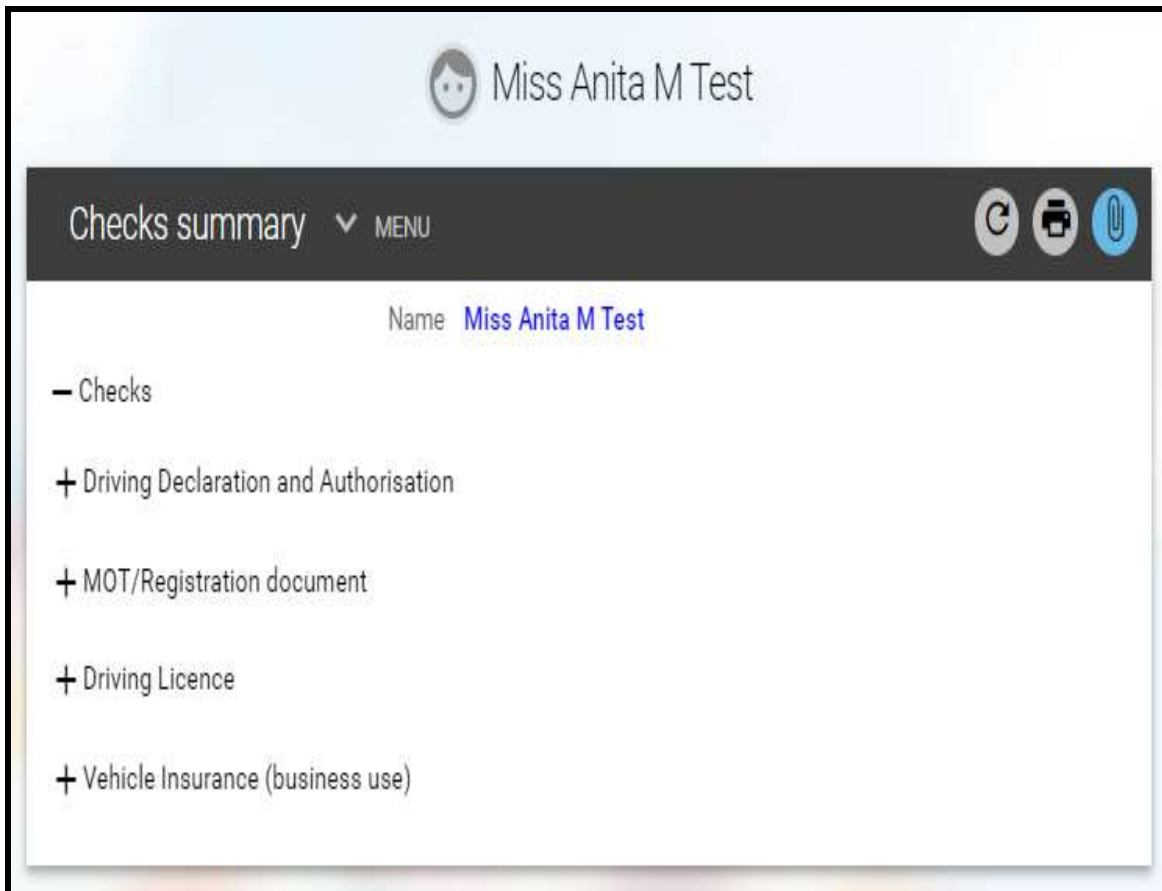 Miss Anita M Test
Checks summary MENU
Name Miss Anita M Test
Checks
Driving Declaration and Authorisation
MOT/Registration document
Driving Licence
Vehicle Insurance (business use)